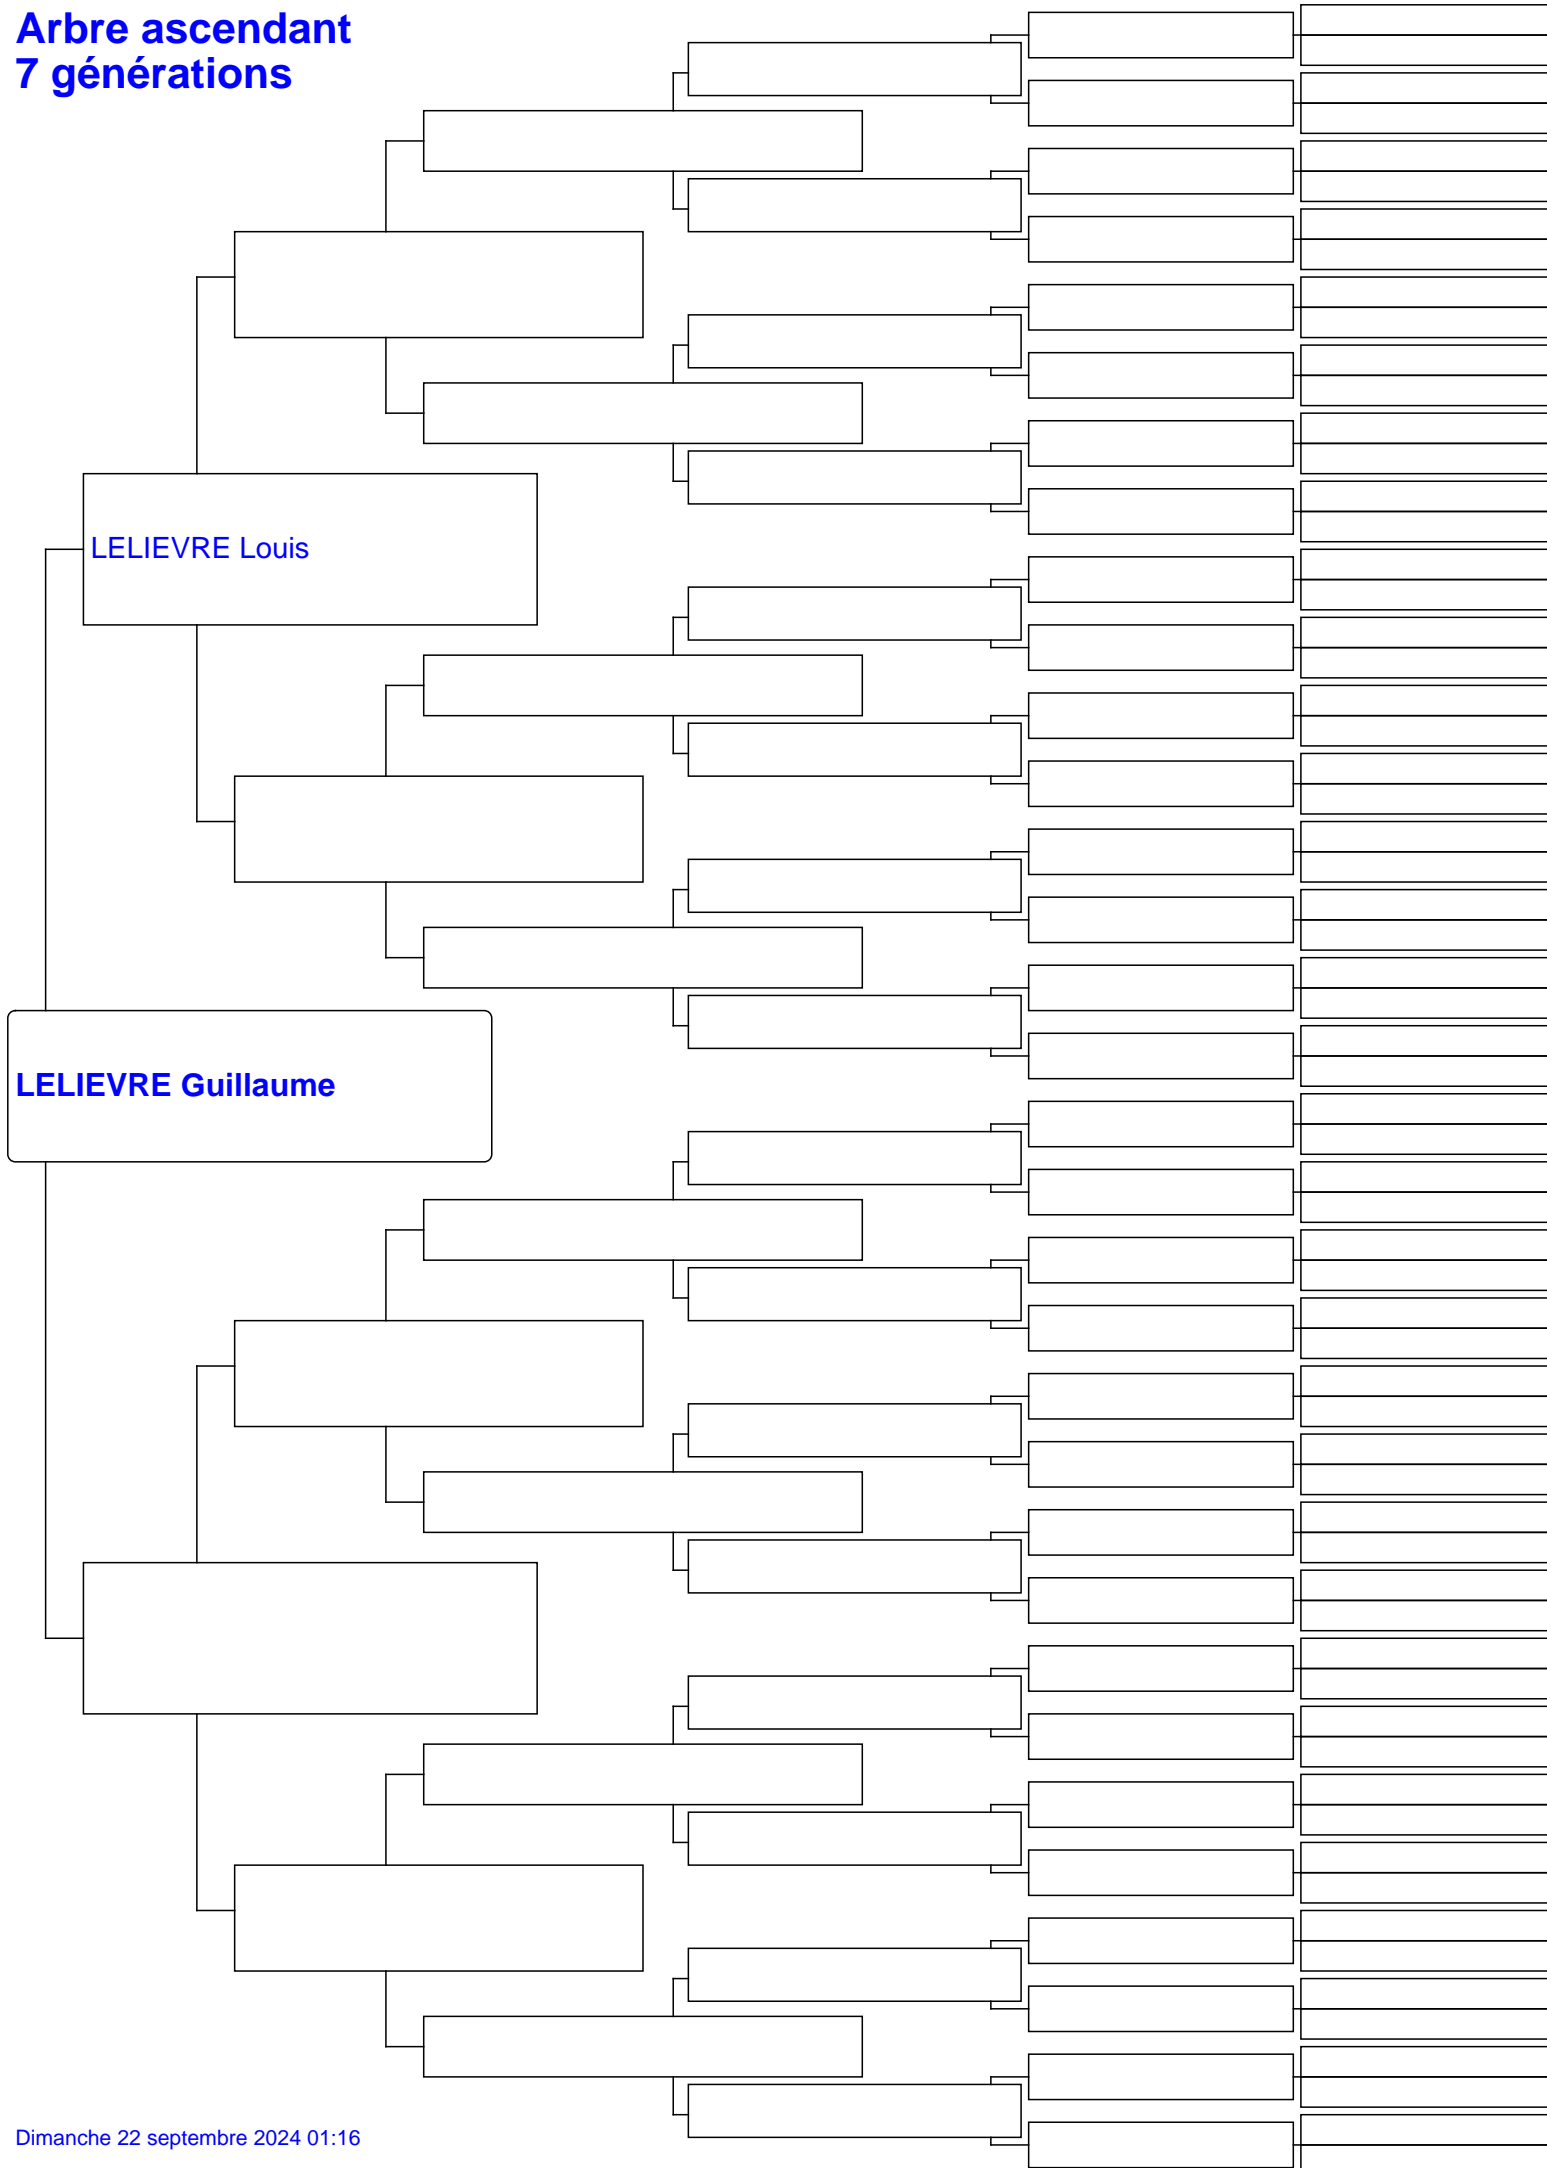 Arbre ascendant
7 générations
LELIEVRE Louis
LELIEVRE Guillaume
Dimanche 22 septembre 2024 01:16